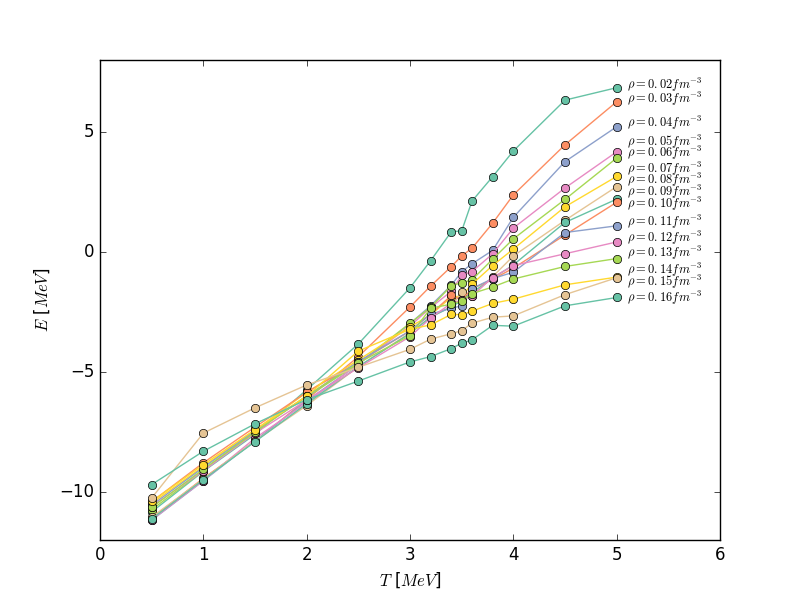 ρ = 0.02fm⁻³
ρ = 0.03fm⁻³
ρ = 0.04fm⁻³
ρ = 0.05fm⁻³
ρ = 0.06fm⁻³
ρ = 0.07fm⁻³
ρ = 0.08fm⁻³
ρ = 0.09fm⁻³
ρ = 0.10fm⁻³
ρ = 0.11fm⁻³
ρ = 0.12fm⁻³
ρ = 0.13fm⁻³
ρ = 0.14fm⁻³
ρ = 0.15fm⁻³
ρ = 0.16fm⁻³
5
0
−5
−10
E [MeV]
0 1 2 3 4 5 6
T [MeV]